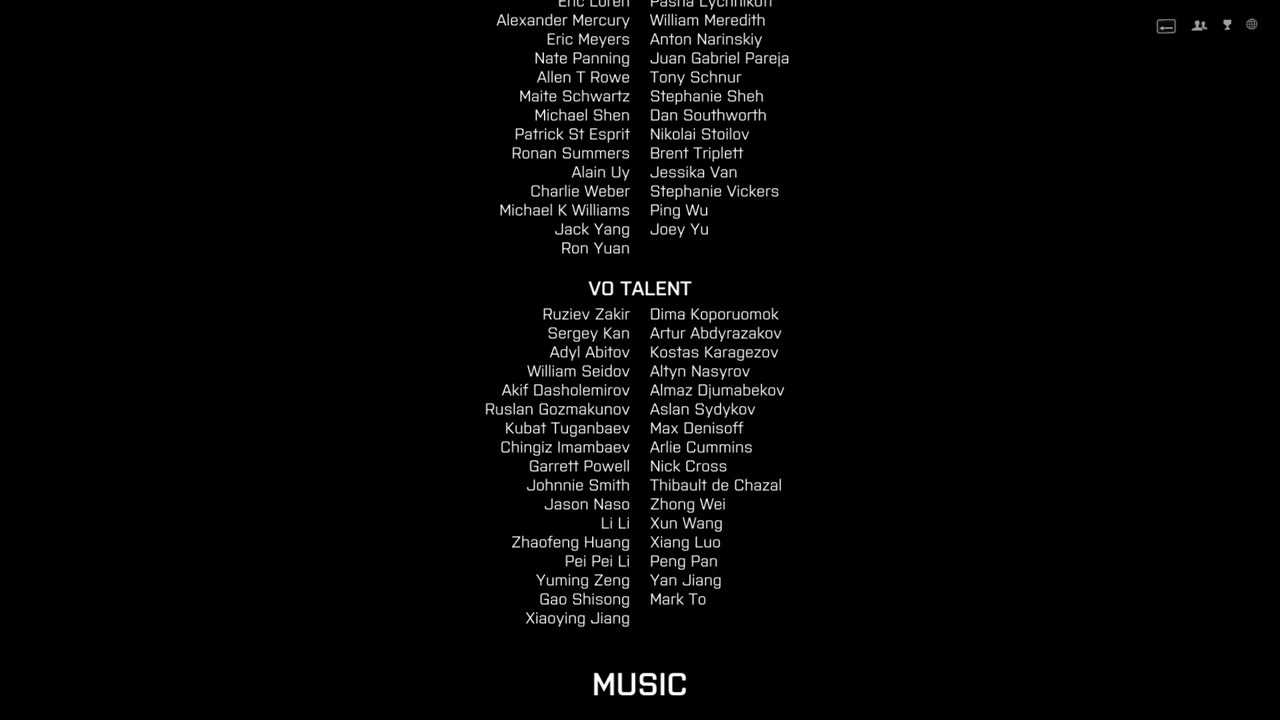 Eric Loren Pasha Lychnikoff
Alexander Mercury William Meredith
Eric Meyers Anton Narinskiy
Nate Panning Juan Gabriel Pareja
Allen T Rowe Tony Schnur
Maite Schwartz Stephanie Sheh
Michael Shen Dan Southworth
Patrick St Esprit Nikolai Stoilov
Ronan Summers Brent Triplett
Alain Uy Jessika Van
Charlie Weber Stephanie Vickers
Michael K Williams Ping Wu
Jack Yang Joey Yu
Ron Yuan
VO TALENT
Ruziev Zakir Dima Koporuomok
Sergey Kan Artur Abdyrazakov
Adyl Abitov Kostas Karagezov
William Seidov Altyn Nasyrov
Akif Dasholemirov Almaz Djumabekov
Ruslan Gozmakunov Aslan Sydykov
Kubat Tuganbaev Max Denisoff
Chingiz Imambaev Arlie Cummins
Garrett Powell Nick Cross
Johnnie Smith Thibault de Chazal
Jason Naso Zhong Wei
Li Li Xun Wang
Zhaofeng Huang Xiang Luo
Pei Pei Li Peng Pan
Yuming Zeng Yan Jiang
Gao Shisong Mark To
Xiaoying Jiang
MUSIC